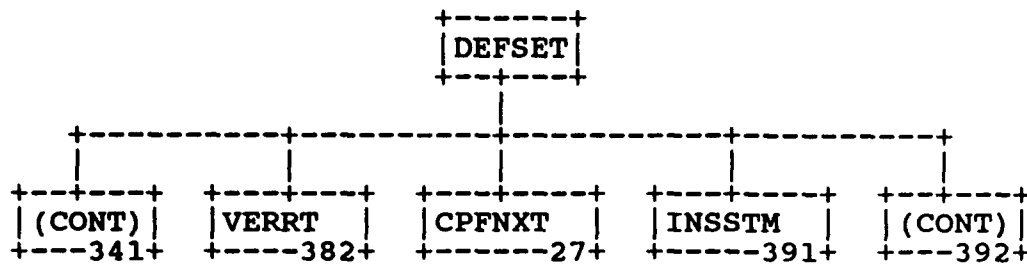 DEFSET
(CONT) VERRT CPFNXT INSSTM (CONT)
341 382 27 391 392